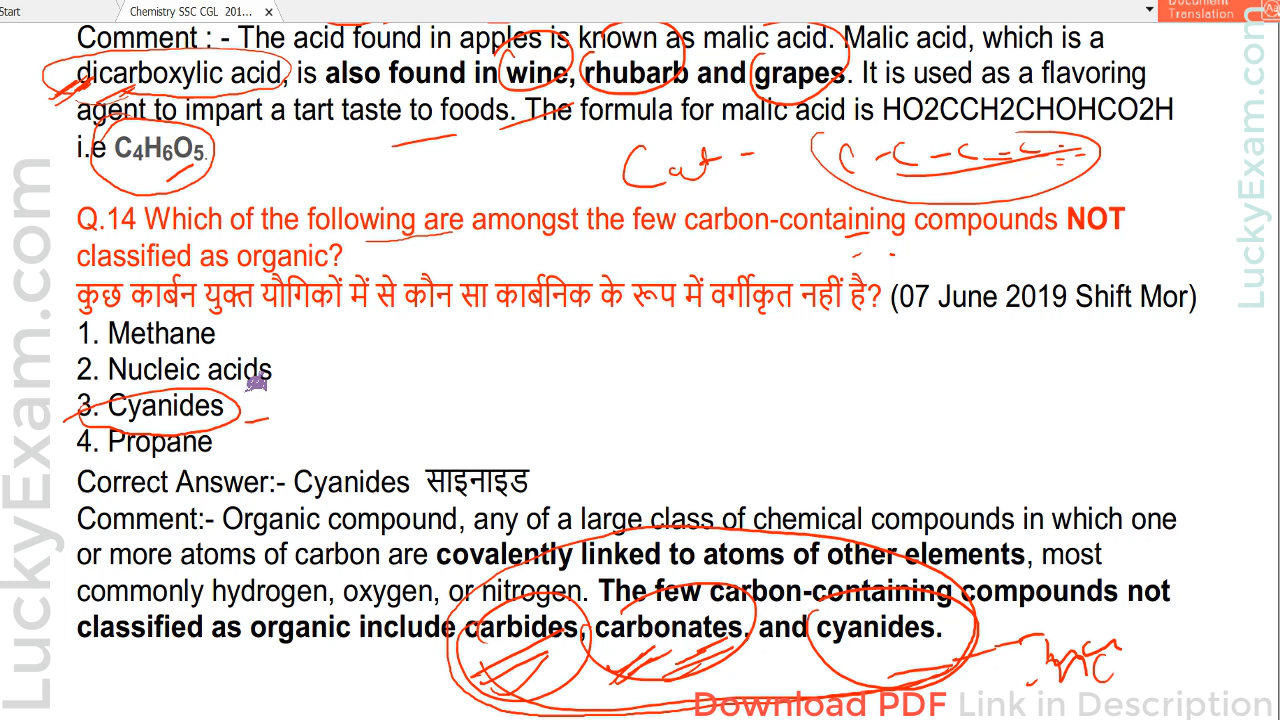 Start
Chemistry SSC CGL 201...
Document
Translation
Comment : - The acid found in apples is known as malic acid. Malic acid, which is a
dicarboxylic acid, is also found in wine, rhubarb and grapes. It is used as a flavoring
agent to impart a tart taste to foods. The formula for malic acid is HO2CCH2CHOHCO2H
i.e C4H6O5.
Cat - C - C - C = C
Q.14 Which of the following are amongst the few carbon-containing compounds NOT
classified as organic?
कुछ कार्बन युक्त यौगिकों में से कौन सा कार्बनिक के रूप में वर्गीकृत नहीं है? (07 June 2019 Shift Mor)
1. Methane
2. Nucleic acids
3. Cyanides
4. Propane
Correct Answer:- Cyanides साइनाइड
Comment:- Organic compound, any of a large class of chemical compounds in which one
or more atoms of carbon are covalently linked to atoms of other elements, most
commonly hydrogen, oxygen, or nitrogen. The few carbon-containing compounds not
classified as organic include carbides, carbonates, and cyanides.
Download PDF Link in Description
LuckyExam.com
LuckyExam.com